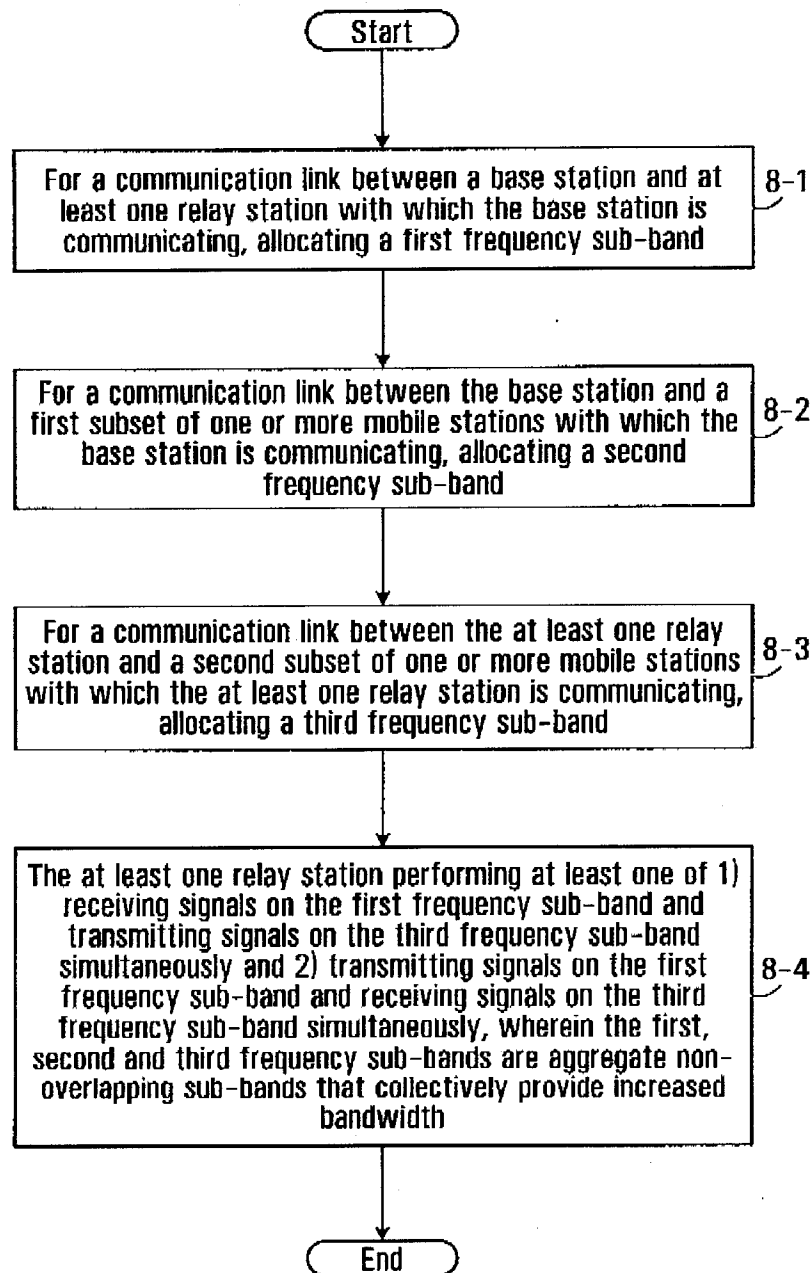 Start
For a communication link between a base station and at
least one relay station with which the base station is
communicating, allocating a first frequency sub-band
8-1
For a communication link between the base station and a
first subset of one or more mobile stations with which the
base station is communicating, allocating a second
frequency sub-band
8-2
For a communication link between the at least one relay
station and a second subset of one or more mobile stations
with which the at least one relay station is communicating,
allocating a third frequency sub-band
8-3
The at least one relay station performing at least one of 1)
receiving signals on the first frequency sub-band and
transmitting signals on the third frequency sub-band
simultaneously and 2) transmitting signals on the first
frequency sub-band and receiving signals on the third
frequency sub-band simultaneously, wherein the first,
second and third frequency sub-bands are aggregate non-
overlapping sub-bands that collectively provide increased
bandwidth
8-4
End